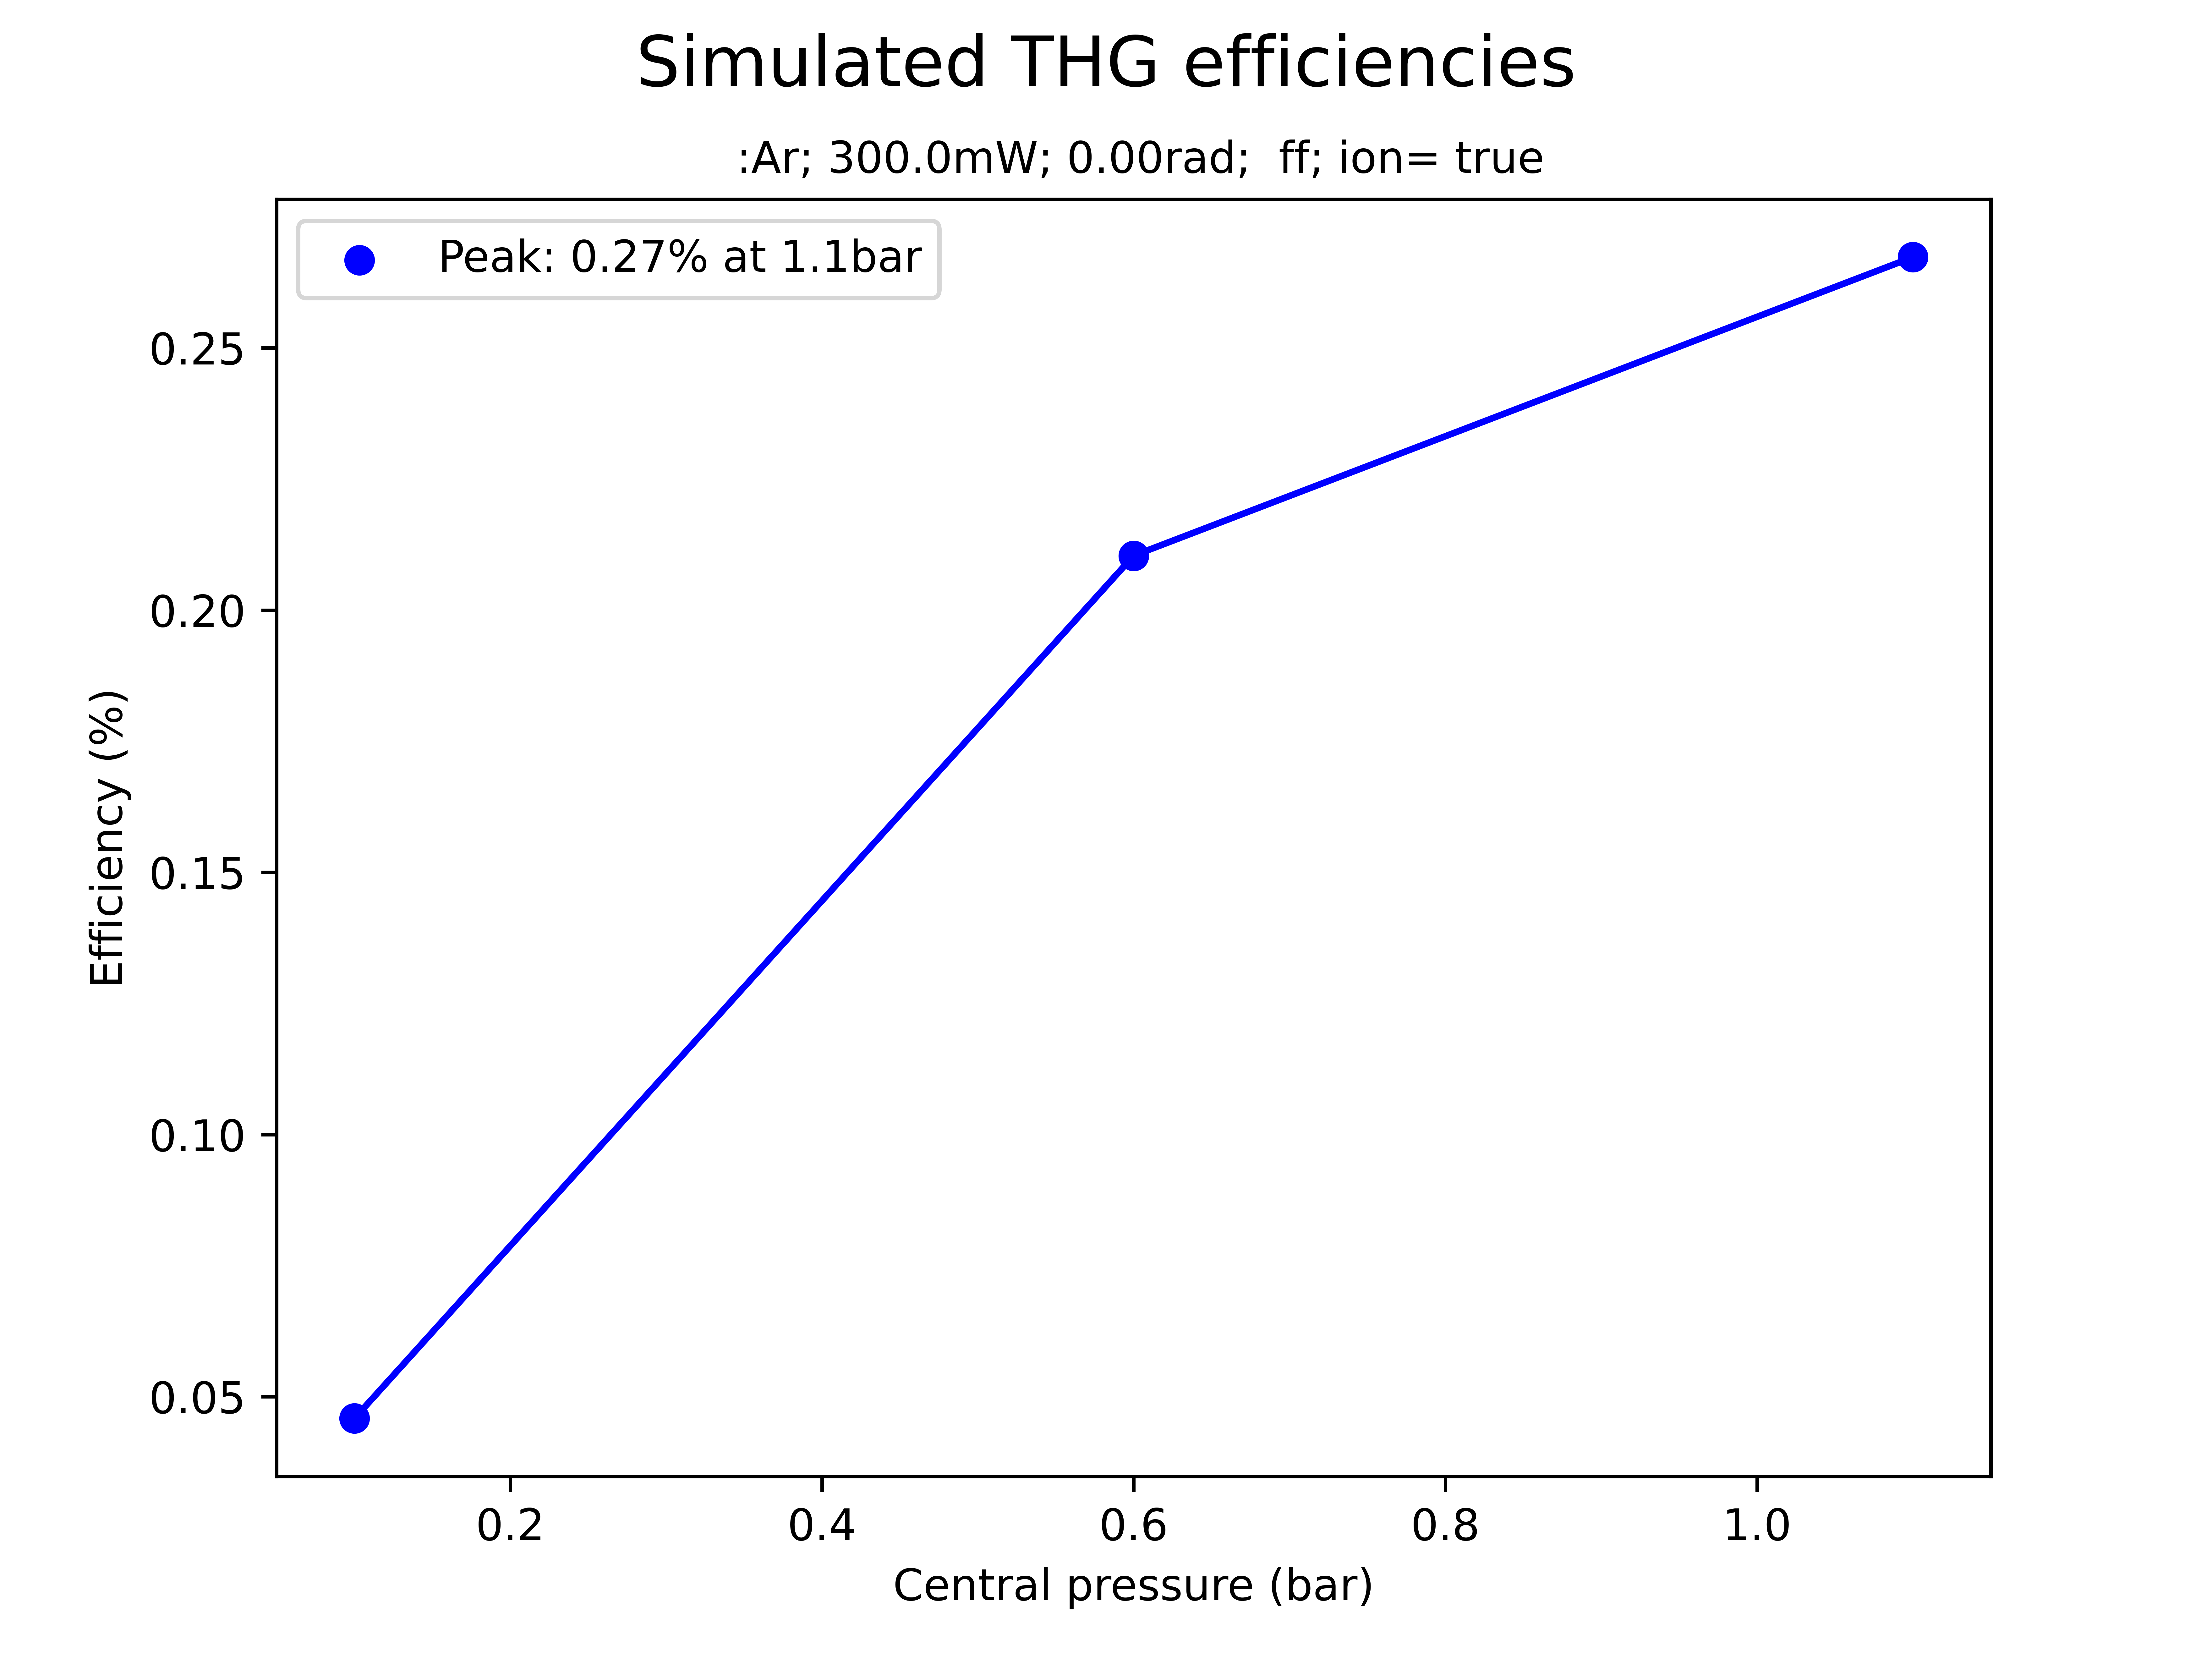 Simulated THG efficiencies
:Ar; 300.0mW; 0.00rad;  ff; ion= true
Peak: 0.27% at 1.1bar
0.25
0.20
0.15
0.10
0.05
Efficiency (%)
0.2 0.4 0.6 0.8 1.0
Central pressure (bar)